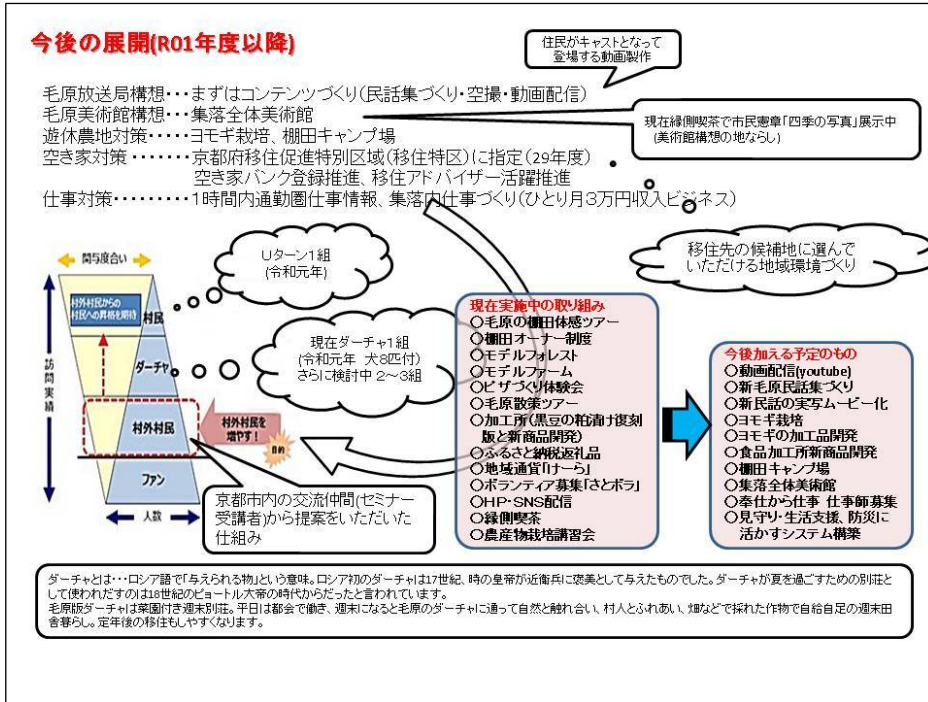 今後の展開(R01年度以降)
住民がキャストとなって
登場する動画製作
毛原放送局構想・・・まずはコンテンツづくり(民話集づくり・空撮・動画配信)
毛原美術館構想・・・集落全体美術館
遊休農地対策・・・・・ヨモギ栽培、棚田キャンプ場
空き家対策・・・・・・・京都府移住促進特別区域(移住特区)に指定(29年度)
空き家バンク登録推進、移住アドバイザー活躍推進
仕事対策・・・・・・・・・1時間内通勤圏仕事情報、集落内仕事づくり(ひとり月3万円収入ビジネス)
現在縁側喫茶で市民憲章「四季の写真」展示中
(美術館構想の地ならし)
移住先の候補地に選んで
いただける地域環境づくり
Uターン1組
(令和元年)
現在ダーチャ1組
(令和元年 犬8匹付)
さらに検討中 2～3組
関与度合い
訪問実績
村外村民からの
村民への昇格を期待
村民
ダーチャ
村外村民
ファン
人数
村外村民を
増やす!
目的
京都市内の交流仲間(セミナー
受講者)から提案をいただいた
仕組み
現在実施中の取り組み
○毛原の棚田体感ツアー
○棚田オーナー制度
○モデルフォレスト
○モデルファーム
○ピザづくり体験会
○毛原散策ツアー
○加工所(黒豆の粕漬け復刻
版と新商品開発)
○ふるさと納税返礼品
○地域通貨「けーら」
○ボランティア募集「さとボラ」
○HP・SNS配信
○縁側喫茶
○農産物栽培講習会
今後加える予定のもの
○動画配信(youtube)
○新毛原民話集づくり
○新民話の実写ムービー化
○ヨモギ栽培
○ヨモギの加工品開発
○食品加工所新商品開発
○棚田キャンプ場
○集落全体美術館
○奉仕から仕事 仕事師募集
○見守り・生活支援、防災に
活かすシステム構築
ダーチャとは・・・ロシア語で「与えられる物」という意味。ロシア初のダーチャは17世紀、時の皇帝が近衛兵に褒美として与えたものでした。ダーチャが夏を過ごすための別荘と
して使われだすのは18世紀のピョートル大帝の時代からだったと言われています。
毛原版ダーチャは菜園付き週末別荘。平日は都会で働き、週末になると毛原のダーチャに通って自然と触れ合い、村人とふれあい、畑などで採れた作物で自給自足の週末田
舎暮らし。定年後の移住もしやすくなります。